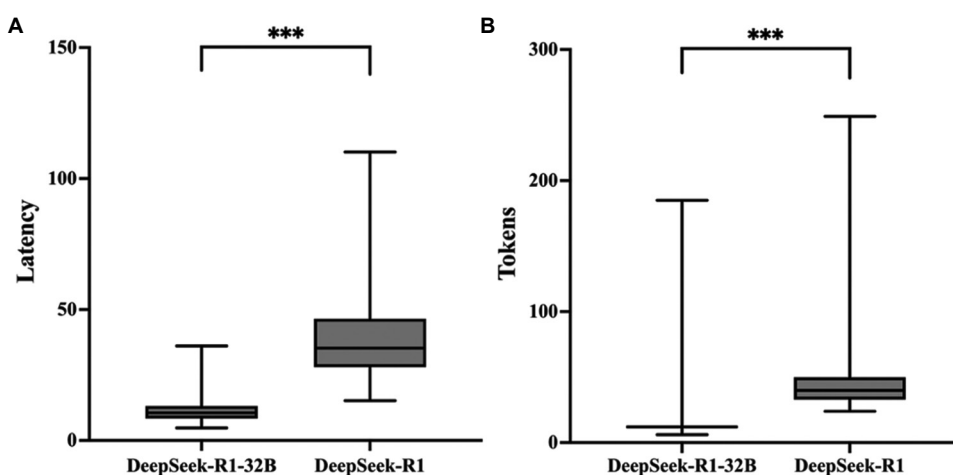 A
***
150
100
50
0
Latency
DeepSeek-R1-32B
DeepSeek-R1
B
***
300
200
100
0
Tokens
DeepSeek-R1-32B
DeepSeek-R1